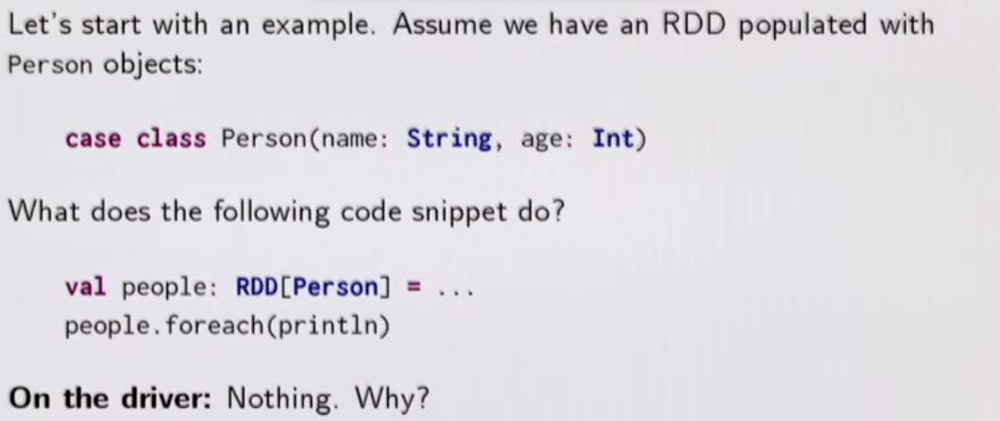 Let's start with an example. Assume we have an RDD populated with
Person objects:
case class Person(name: String, age: Int)
What does the following code snippet do?
val people: RDD[Person] = ...
people.foreach(println)
On the driver: Nothing. Why?